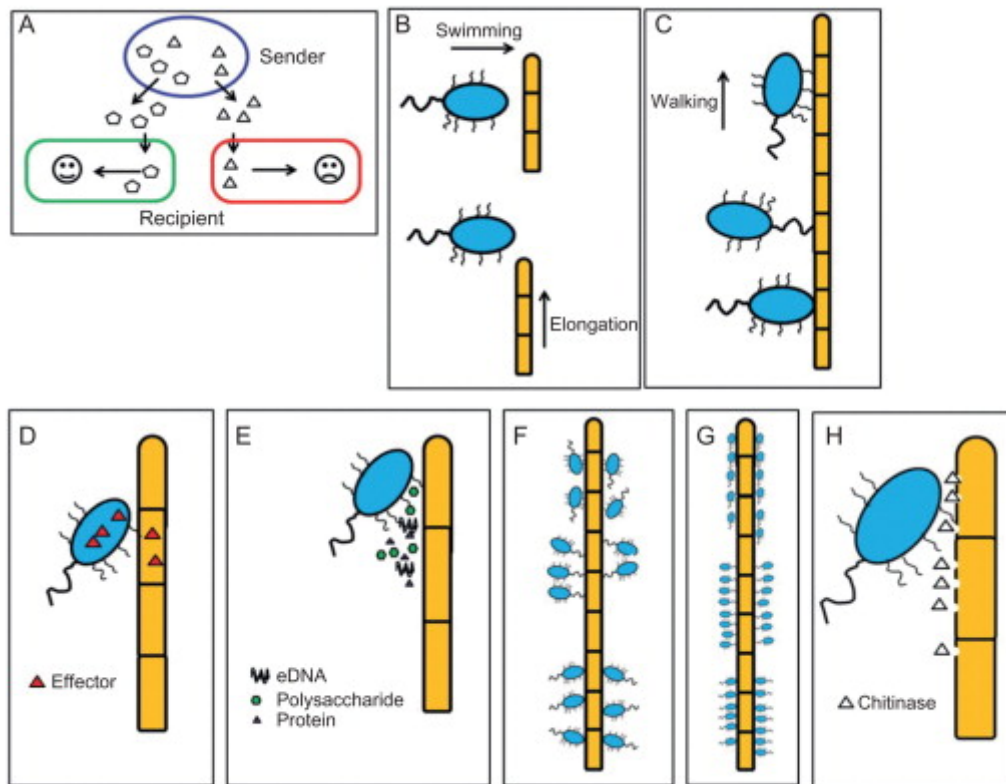 A
Sender
Recipient
B
Swimming
Elongation
C
Walking
D
Effector
E
eDNA
Polysaccharide
Protein
F
G
H
Chitinase